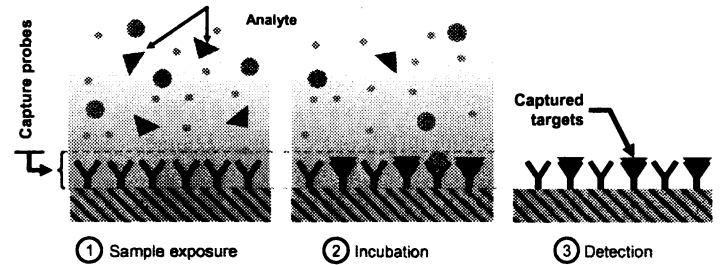 Analyte
Capture probes
Captured
targets
1 Sample exposure
2 Incubation
3 Detection